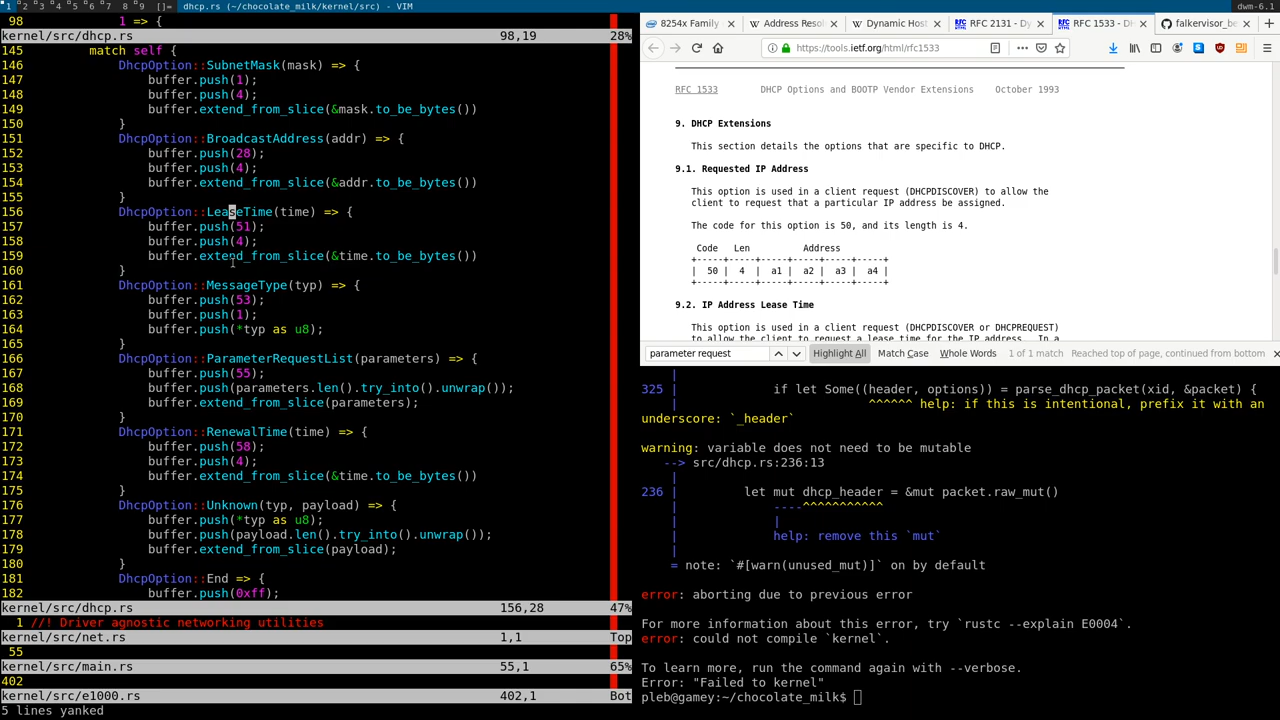 1 2 3 4 5 6 7 8 9 []= dhcp.rs (~/chocolate_milk/kernel/src) - VIM dwm-6.1
98 1 => {
kernel/src/dhcp.rs 98,19 28%
145 match self {
146 DhcpOption::SubnetMask(mask) => {
147 buffer.push(1);
148 buffer.push(4);
149 buffer.extend_from_slice(&mask.to_be_bytes())
150 }
151 DhcpOption::BroadcastAddress(addr) => {
152 buffer.push(28);
153 buffer.push(4);
154 buffer.extend_from_slice(&addr.to_be_bytes())
155 }
156 DhcpOption::LeaseTime(time) => {
157 buffer.push(51);
158 buffer.push(4);
159 buffer.extend_from_slice(&time.to_be_bytes())
160 }
161 DhcpOption::MessageType(typ) => {
162 buffer.push(53);
163 buffer.push(1);
164 buffer.push(*typ as u8);
165 }
166 DhcpOption::ParameterRequestList(parameters) => {
167 buffer.push(55);
168 buffer.push(parameters.len().try_into().unwrap());
169 buffer.extend_from_slice(parameters);
170 }
171 DhcpOption::RenewalTime(time) => {
172 buffer.push(58);
173 buffer.push(4);
174 buffer.extend_from_slice(&time.to_be_bytes())
175 }
176 DhcpOption::Unknown(typ, payload) => {
177 buffer.push(*typ as u8);
178 buffer.push(payload.len().try_into().unwrap());
179 buffer.extend_from_slice(payload);
180 }
181 DhcpOption::End => {
182 buffer.push(0xff);
kernel/src/dhcp.rs 156,28 47%
1 //! Driver agnostic networking utilities
kernel/src/net.rs 1,1 Top
55
kernel/src/main.rs 55,1 65%
402
kernel/src/e1000.rs 402,1 Bot
5 lines yanked
8254x Family
Address Resol
Dynamic Host
RFC 2131 - Dy
RFC 1533 - DH
falkervisor_be
https://tools.ietf.org/html/rfc1533
RFC 1533 DHCP Options and BOOTP Vendor Extensions October 1993
9. DHCP Extensions
This section details the options that are specific to DHCP.
9.1. Requested IP Address
This option is used in a client request (DHCPDISCOVER) to allow the
client to request that a particular IP address be assigned.
The code for this option is 50, and its length is 4.
Code Len Address
+-----+-----+-----+-----+-----+-----+
| 50 | 4 | a1 | a2 | a3 | a4 |
+-----+-----+-----+-----+-----+-----+
9.2. IP Address Lease Time
This option is used in a client request (DHCPDISCOVER or DHCPREQUEST)
to allow the client to request a lease time for the IP address. In a
parameter request Highlight All Match Case Whole Words 1 of 1 match Reached top of page, continued from bottom
|
325 | if let Some((header, options)) = parse_dhcp_packet(xid, &packet) {
| ^^^^^^ help: if this is intentional, prefix it with an
underscore: `_header`
warning: variable does not need to be mutable
--> src/dhcp.rs:236:13
|
236 | let mut dhcp_header = &mut packet.raw_mut()
| ----^^^^^^^^^^^
| |
| help: remove this `mut`
|
= note: `#[warn(unused_mut)]` on by default
error: aborting due to previous error
For more information about this error, try `rustc --explain E0004`.
error: could not compile `kernel`.
To learn more, run the command again with --verbose.
Error: "Failed to kernel"
pleb@gamey:~/chocolate_milk$